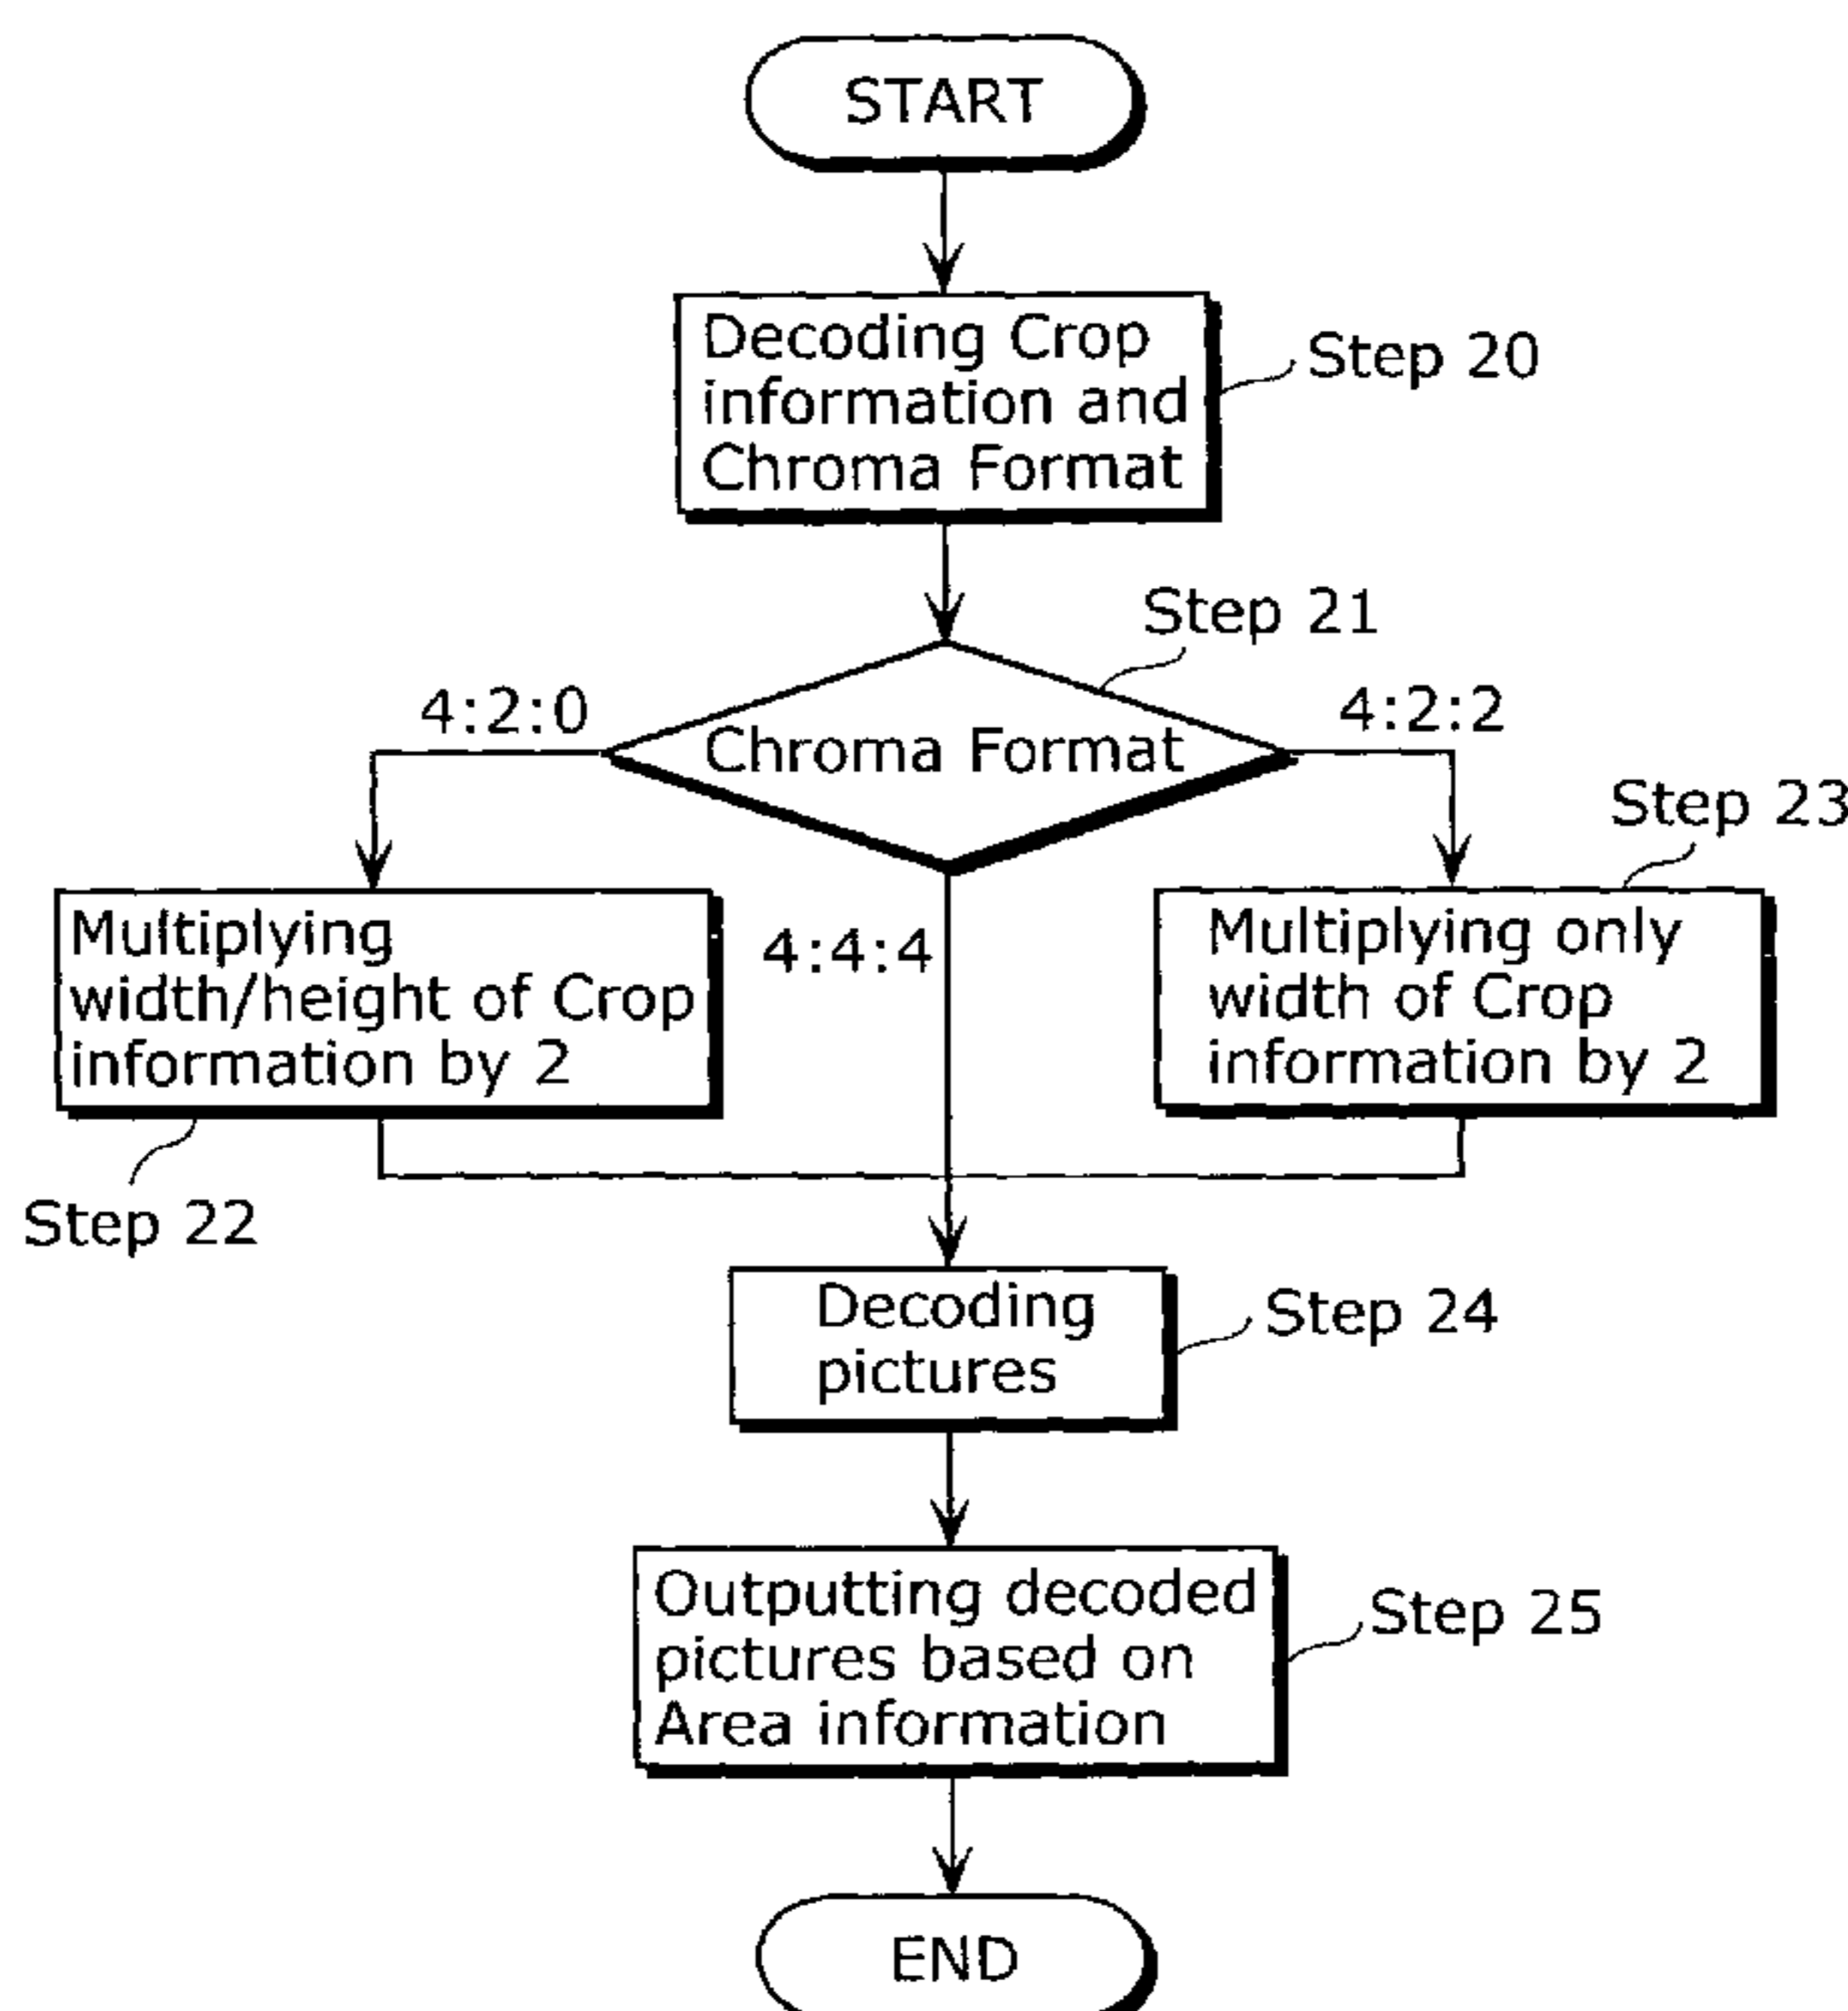 START
Decoding Crop
information and
Chroma Format
Step 20
Step 21
4:2:0
Chroma Format
4:2:2
Step 23
Multiplying
width/height of Crop
information by 2
4:4:4
Multiplying only
width of Crop
information by 2
Step 22
Decoding
pictures
Step 24
Outputting decoded
pictures based on
Area information
Step 25
END